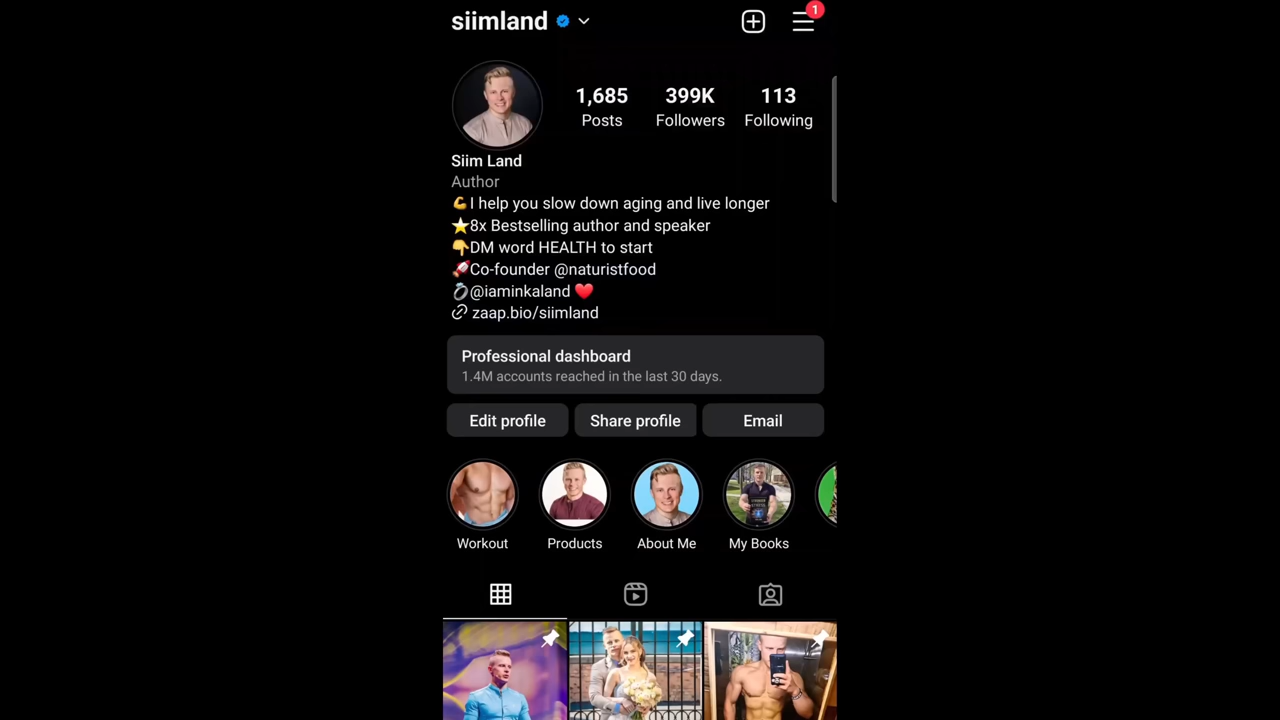 siimland
1
1,685 399K 113
Posts Followers Following
Siim Land
Author
💪I help you slow down aging and live longer
⭐8x Bestselling author and speaker
👇DM word HEALTH to start
🚀Co-founder @naturistfood
💍@iaminkaland ❤️
zaap.bio/siimland
Professional dashboard
1.4M accounts reached in the last 30 days.
Edit profile Share profile Email
Workout Products About Me My Books